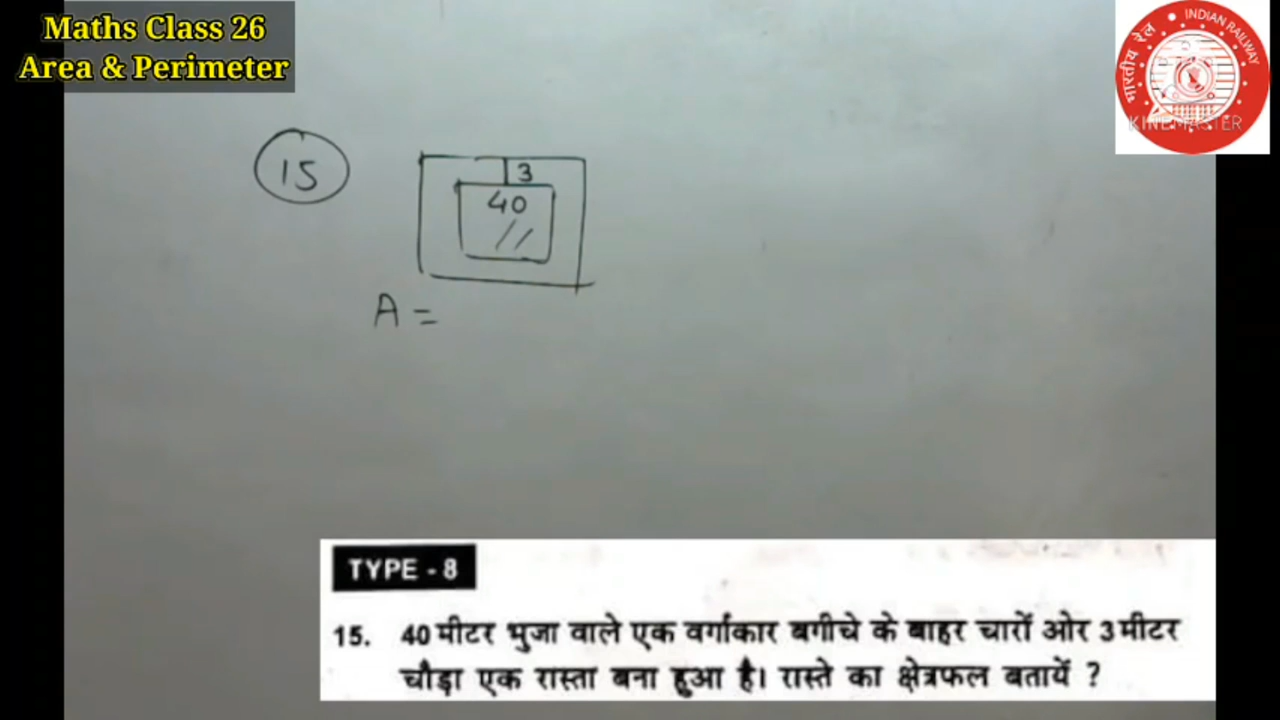 Maths Class 26
Area & Perimeter
भारतीय रेल
INDIAN RAILWAY
KINEMASTER
15
3
40
A =
TYPE - 8
15. 40 मीटर भुजा वाले एक वर्गाकार बगीचे के बाहर चारों ओर 3 मीटर
चौड़ा एक रास्ता बना हुआ है। रास्ते का क्षेत्रफल बतायें ?